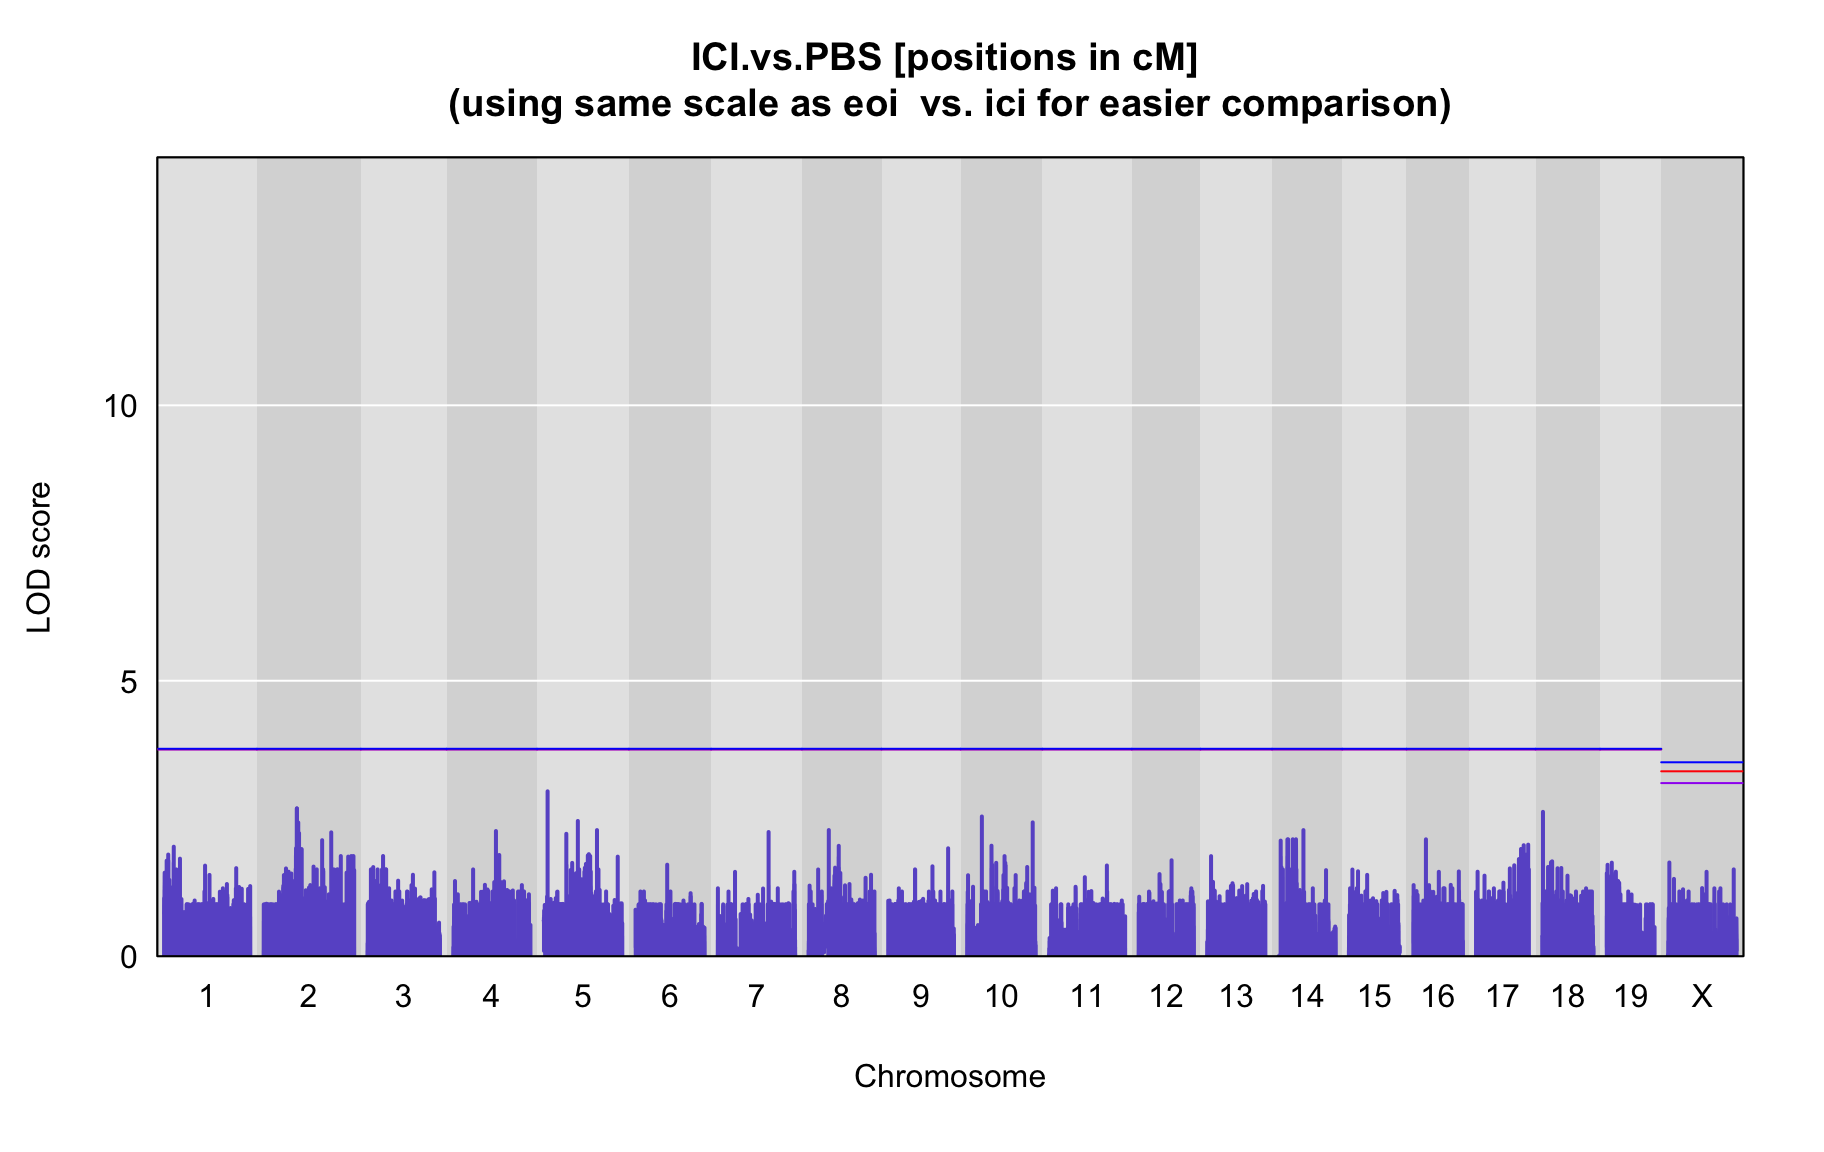 ICI.vs.PBS [positions in cM]
(using same scale as eoi  vs. ici for easier comparison)
10
5
0
LOD score
1 2 3 4 5 6 7 8 9 10 11 12 13 14 15 16 17 18 19 X
Chromosome